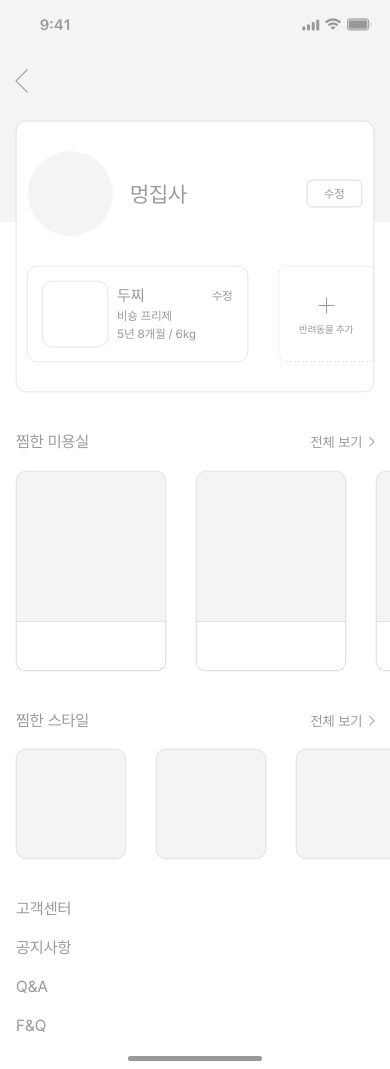 9:41
멍집사
수정
두찌
수정
비숑 프리제
5년 8개월 / 6kg
반려동물 추가
찜한 미용실
전체 보기
찜한 스타일
전체 보기
고객센터
공지사항
Q&A
F&Q